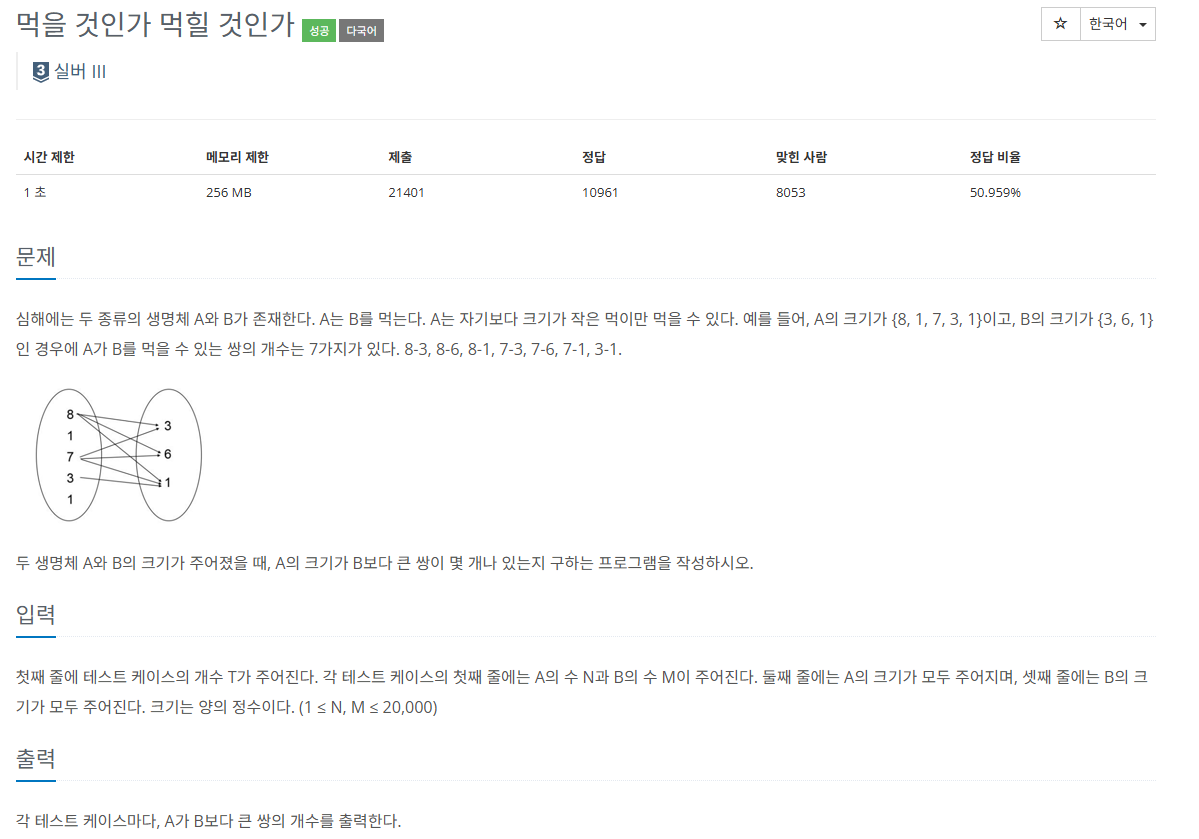 먹을 것인가 먹힐 것인가 성공 다국어
☆ 한국어
3 실버 III
시간 제한 메모리 제한 제출 정답 맞힌 사람 정답 비율
1 초 256 MB 21401 10961 8053 50.959%
문제
심해에는 두 종류의 생명체 A와 B가 존재한다. A는 B를 먹는다. A는 자기보다 크기가 작은 먹이만 먹을 수 있다. 예를 들어, A의 크기가 {8, 1, 7, 3, 1}이고, B의 크기가 {3, 6, 1}
인 경우에 A가 B를 먹을 수 있는 쌍의 개수는 7가지가 있다. 8-3, 8-6, 8-1, 7-3, 7-6, 7-1, 3-1.
8
1
7
3
1
3
6
1
두 생명체 A와 B의 크기가 주어졌을 때, A의 크기가 B보다 큰 쌍이 몇 개나 있는지 구하는 프로그램을 작성하시오.
입력
첫째 줄에 테스트 케이스의 개수 T가 주어진다. 각 테스트 케이스의 첫째 줄에는 A의 수 N과 B의 수 M이 주어진다. 둘째 줄에는 A의 크기가 모두 주어지며, 셋째 줄에는 B의 크
기가 모두 주어진다. 크기는 양의 정수이다. (1 ≤ N, M ≤ 20,000)
출력
각 테스트 케이스마다, A가 B보다 큰 쌍의 개수를 출력한다.